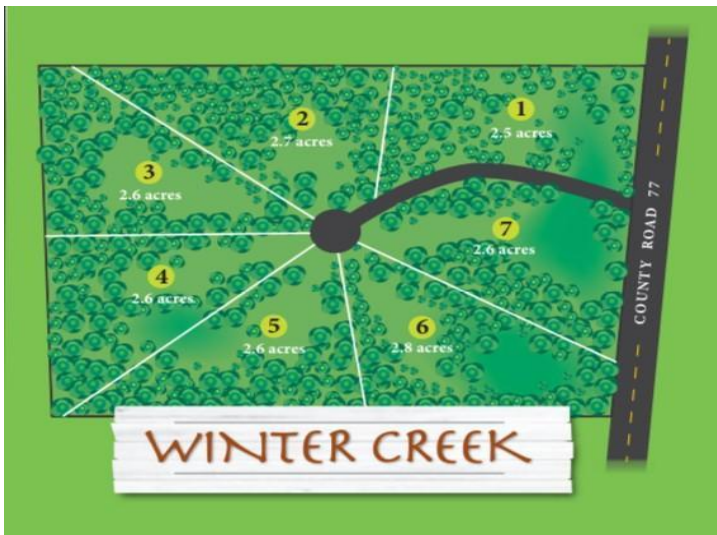 1
2.5 acres
2
2.7 acres
3
2.6 acres
7
2.6 acres
COUNTY ROAD 77
4
2.6 acres
5
2.6 acres
6
2.8 acres
WINTER CREEK